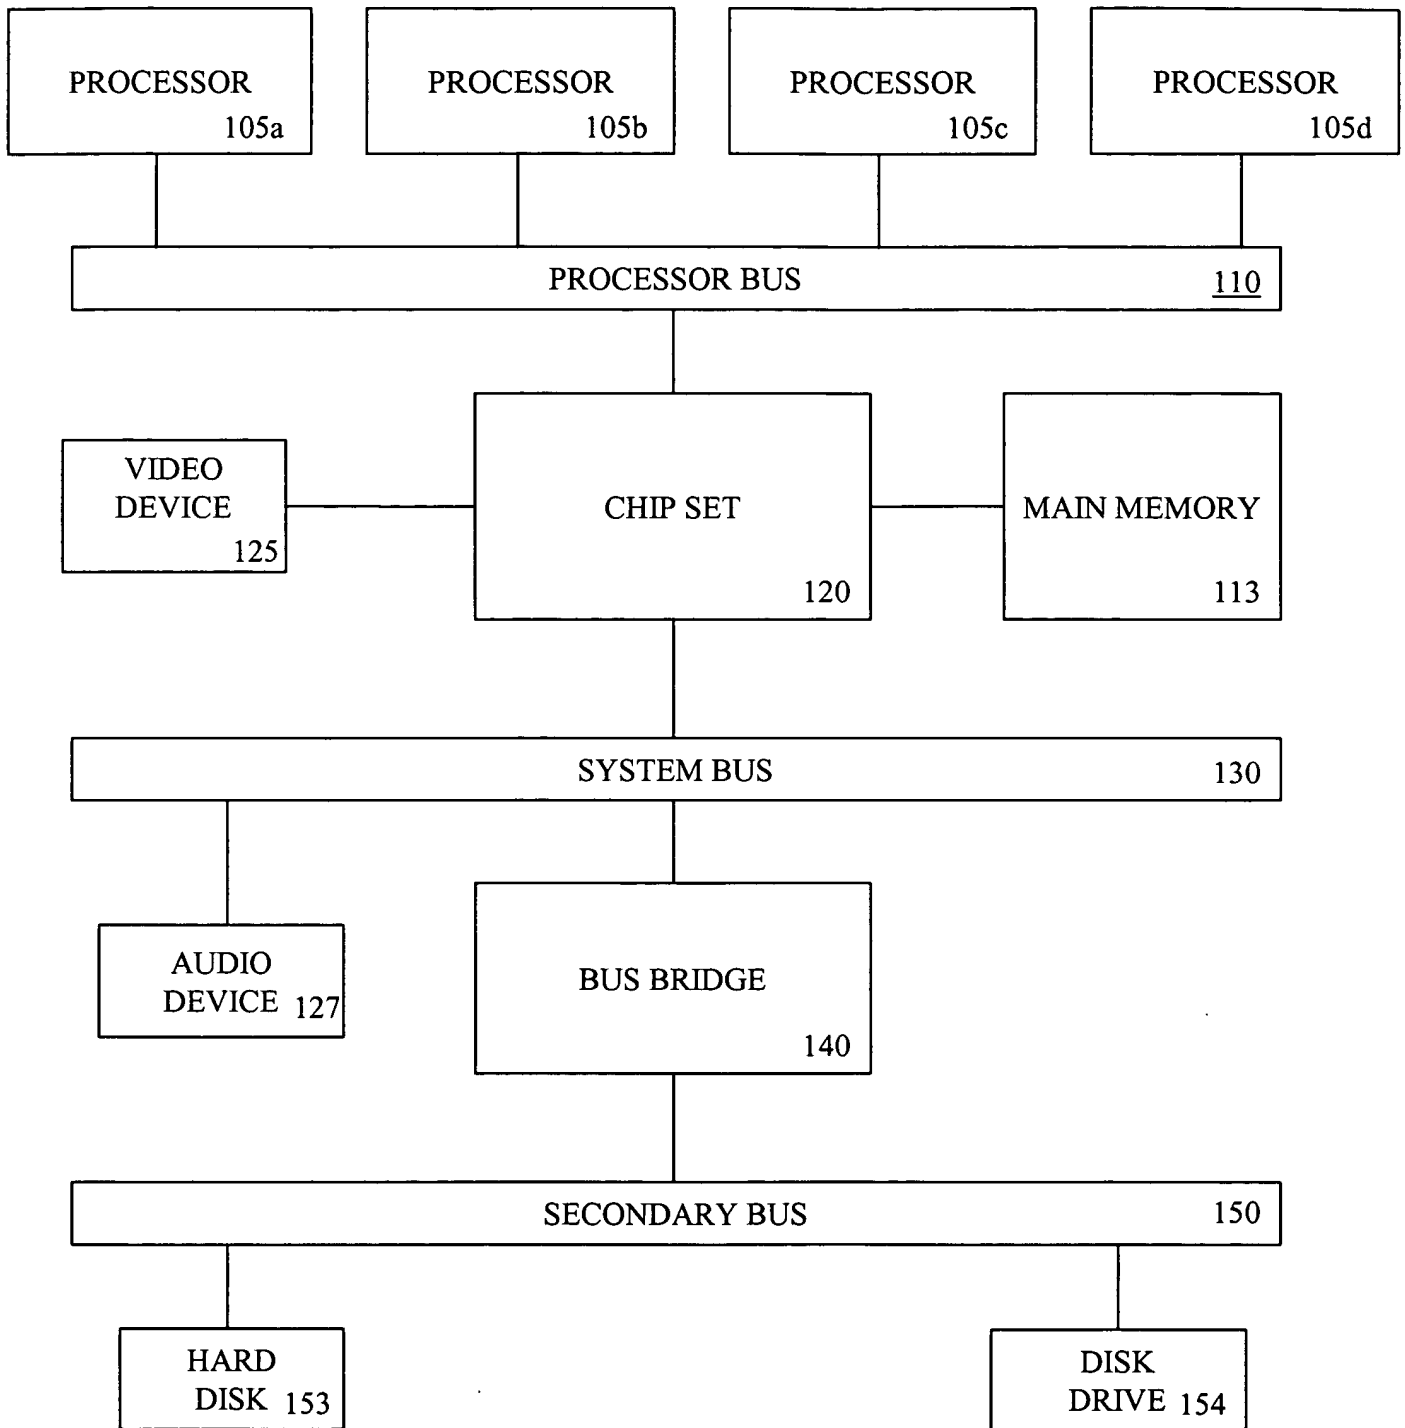 PROCESSOR
105a
PROCESSOR
105b
PROCESSOR
105c
PROCESSOR
105d
PROCESSOR BUS 110
VIDEO
DEVICE
125
CHIP SET
120
MAIN MEMORY
113
SYSTEM BUS 130
AUDIO
DEVICE 127
BUS BRIDGE
140
SECONDARY BUS 150
HARD
DISK 153
DISK
DRIVE 154